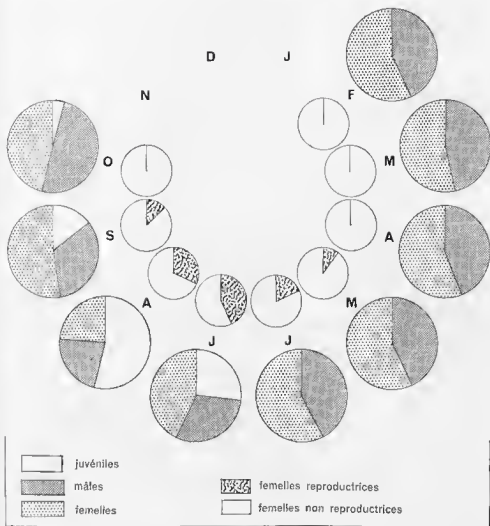 D J
N F
O M
S A
A M
J J
juvéniles
mâles
femelles
femelles reproductrices
femelles non reproductrices